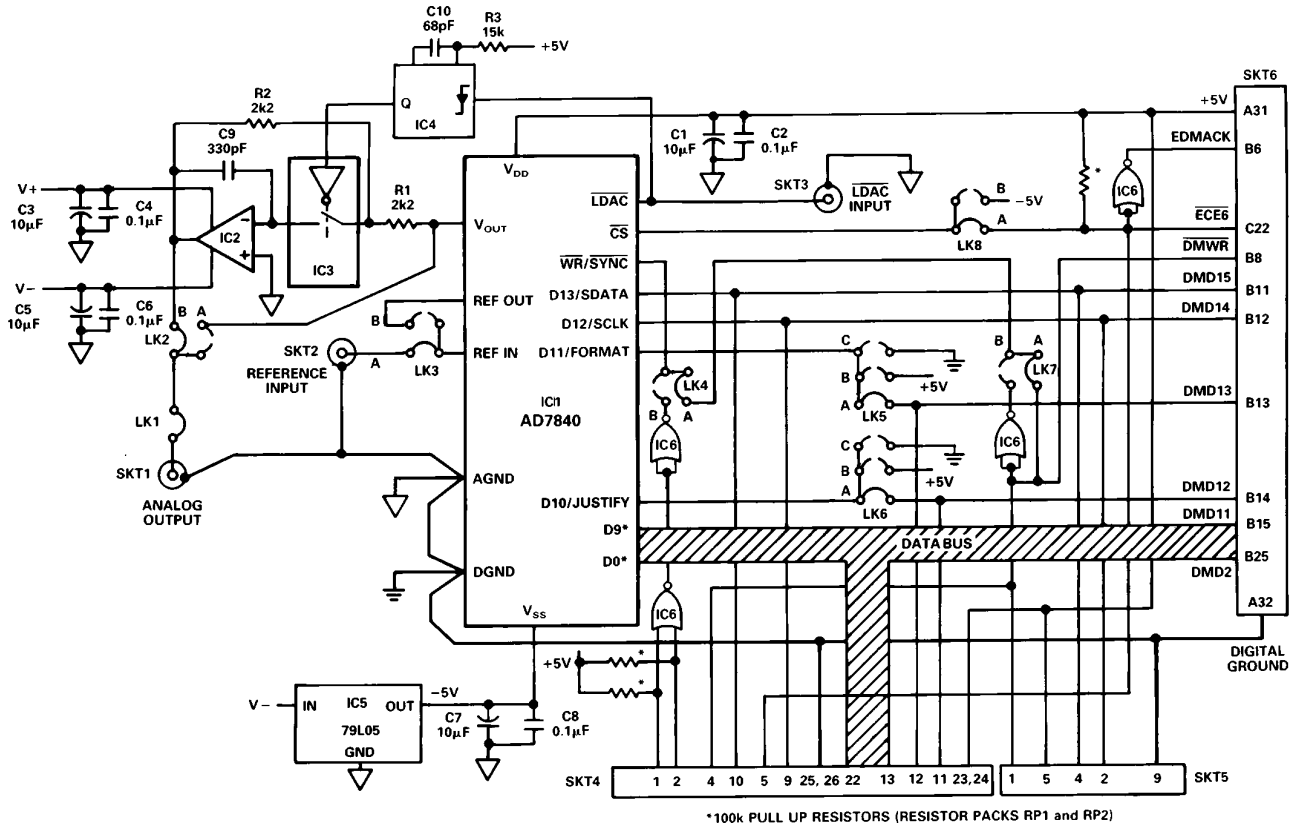 C10
68pF
R3
15k
+5V
SKT6
Q
IC4
R2
2k2
C9
330pF
+5V
A31
EDMACK
B6
C1
10µF
C2
0.1µF
VDD
V+
C3
10µF
C4
0.1µF
IC2
−
+
IC3
R1
2k2
VOUT
LDAC
SKT3
LDAC
INPUT
*
IC6
B
−5V
A
LK8
ECE6
C22
CS
DMWR
B8
WR/SYNC
V−
C5
10µF
C6
0.1µF
REF OUT
D13/SDATA
DMD15
B11
D12/SCLK
DMD14
B12
B
A
LK2
B
SKT2
REFERENCE
INPUT
A
LK3
REF IN
D11/FORMAT
C
B
+5V
A
LK5
LK4
B
A
B
A
LK7
DMD13
B13
IC1
AD7840
LK1
IC6
IC6
C
B
+5V
A
LK6
SKT1
ANALOG
OUTPUT
AGND
D10/JUSTIFY
DMD12
B14
D9*
DMD11
B15
DATA BUS
D0*
B25
DMD2
DGND
IC6
A32
VSS
DIGITAL
GROUND
+5V
*
*
V−
IN
IC5
OUT
79L05
GND
−5V
C7
10µF
C8
0.1µF
SKT4
1 2 4 10 5 9 25, 26 22 13 12 11 23, 24
1 5 4 2 9
SKT5
*100k PULL UP RESISTORS (RESISTOR PACKS RP1 and RP2)